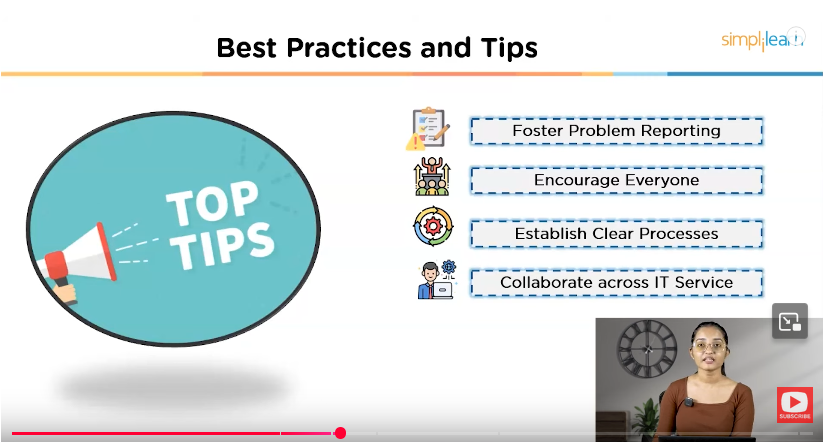 Best Practices and Tips
simplilearn
Foster Problem Reporting
TOP
TIPS
Encourage Everyone
Establish Clear Processes
Collaborate across IT Service
SUBSCRIBE